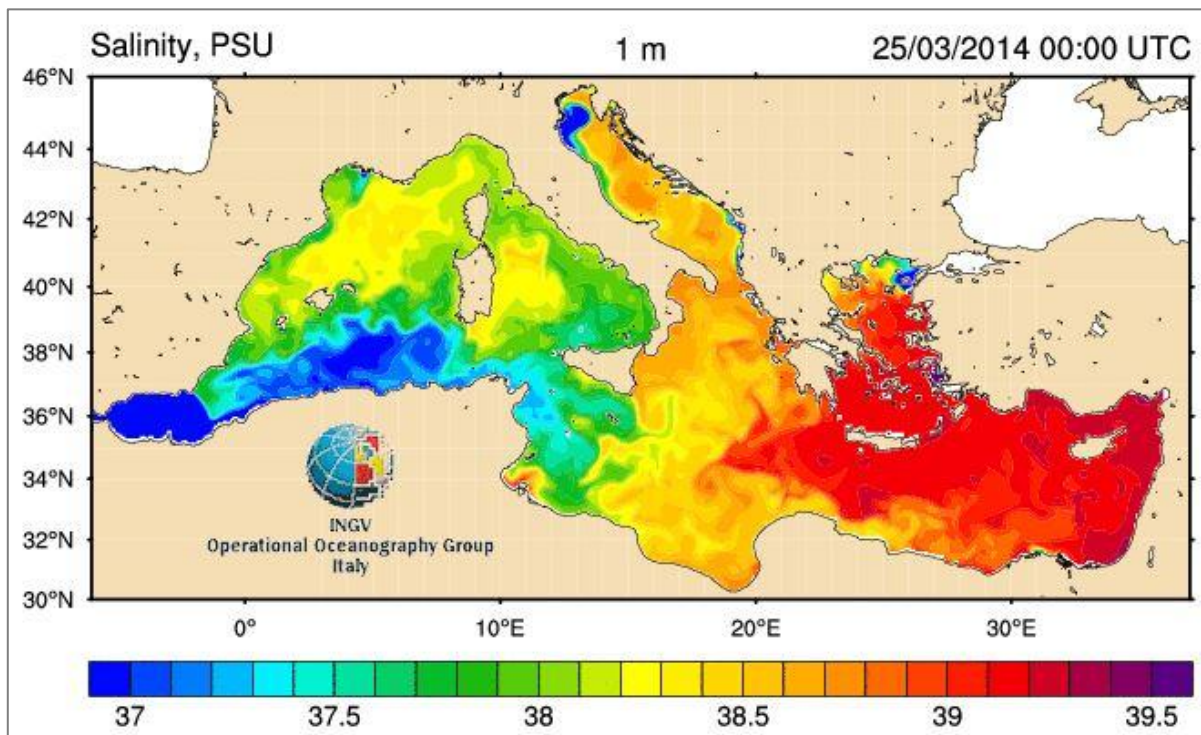 Salinity, PSU 1 m 25/03/2014 00:00 UTC
46°N
44°N
42°N
40°N
38°N
36°N
34°N
32°N
30°N
INGV
Operational Oceanography Group
Italy
0° 10°E 20°E 30°E
37 37.5 38 38.5 39 39.5